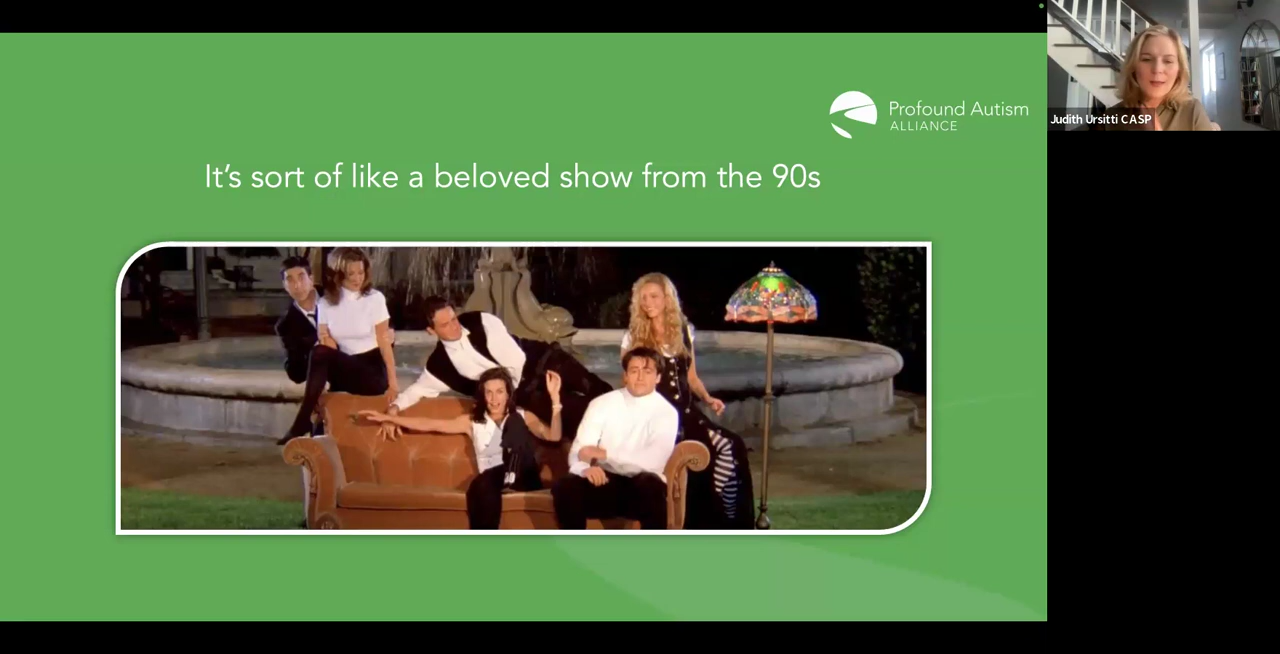 Profound Autism
ALLIANCE
It's sort of like a beloved show from the 90s
Judith Ursitti CASP